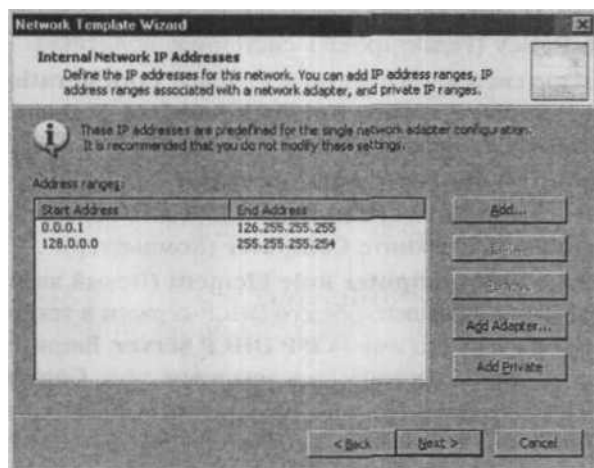 Network Template Wizard
Internal Network IP Addresses
Define the IP addresses for this network. You can add IP address ranges, IP
address ranges associated with a network adapter, and private IP ranges.
These IP addresses are predefined for the single network adapter configuration.
It is recommended that you do not modify these settings.
Address ranges:
Start Address End Address
0.0.0.1 126.255.255.255
128.0.0.0 255.255.255.254
Add...
Add Adapter...
Add Private
< Back Next > Cancel